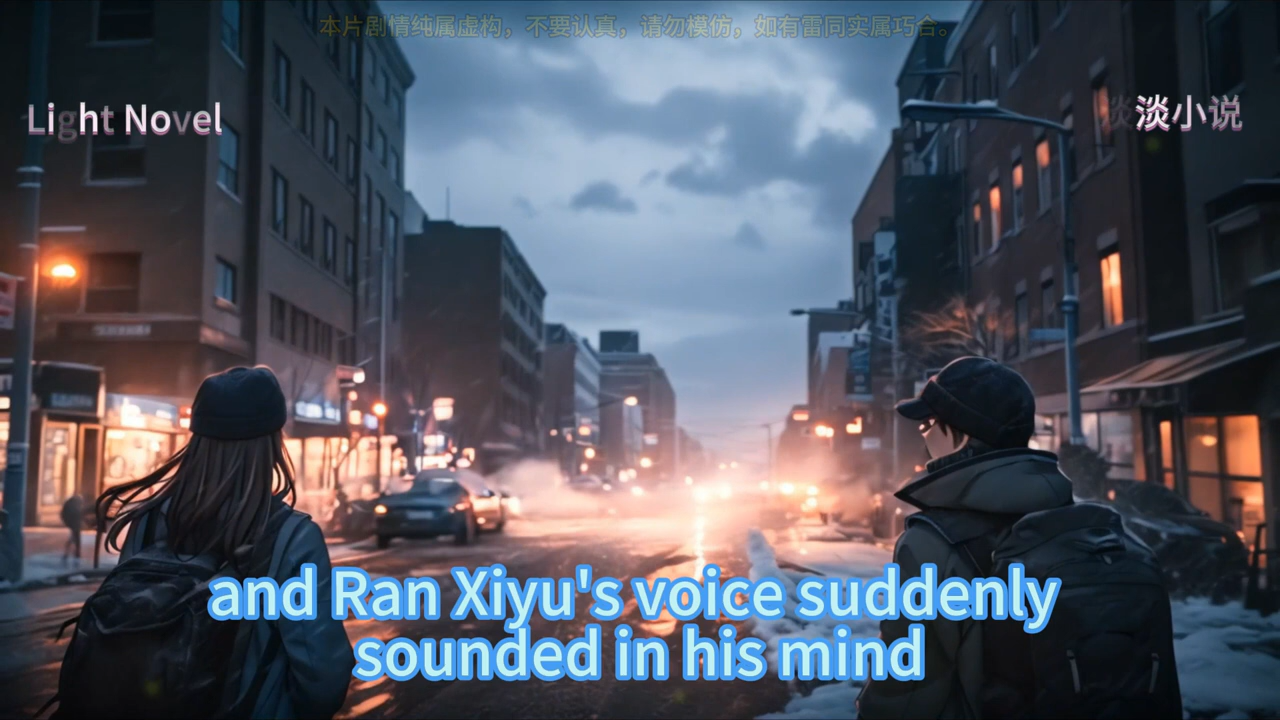 本片剧情纯属虚构，不要认真，请勿模仿，如有雷同实属巧合。
Light Novel
淡淡小说
and Ran Xiyu's voice suddenly
sounded in his mind